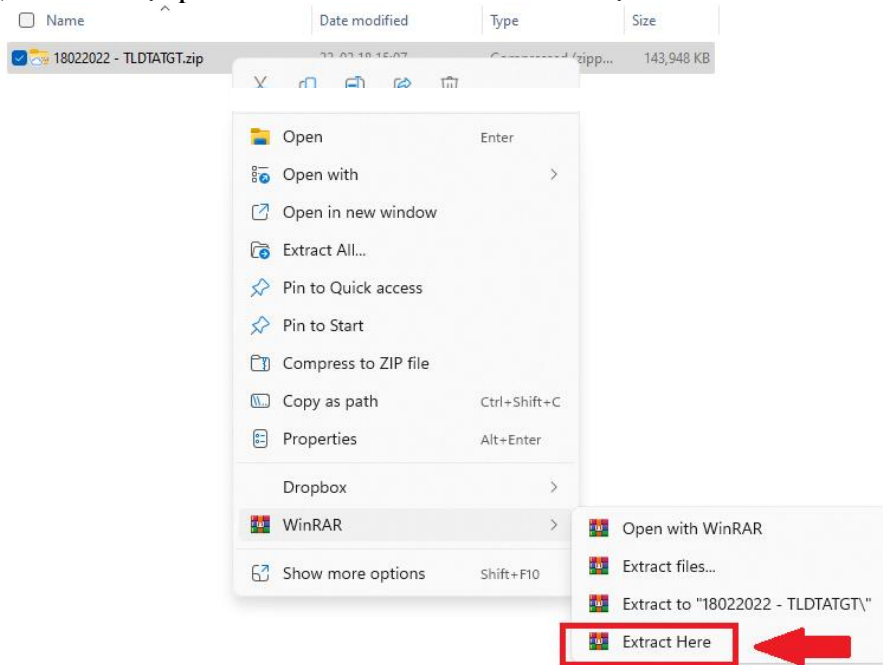 Name Date modified Type Size
18022022 - TLDTATGT.zip 143,948 KB
Open Enter
Open with
Open in new window
Extract All...
Pin to Quick access
Pin to Start
Compress to ZIP file
Copy as path Ctrl+Shift+C
Properties Alt+Enter
Dropbox
WinRAR
Open with WinRAR
Extract files...
Show more options Shift+F10
Extract to "18022022 - TLDTATGT\"
Extract Here